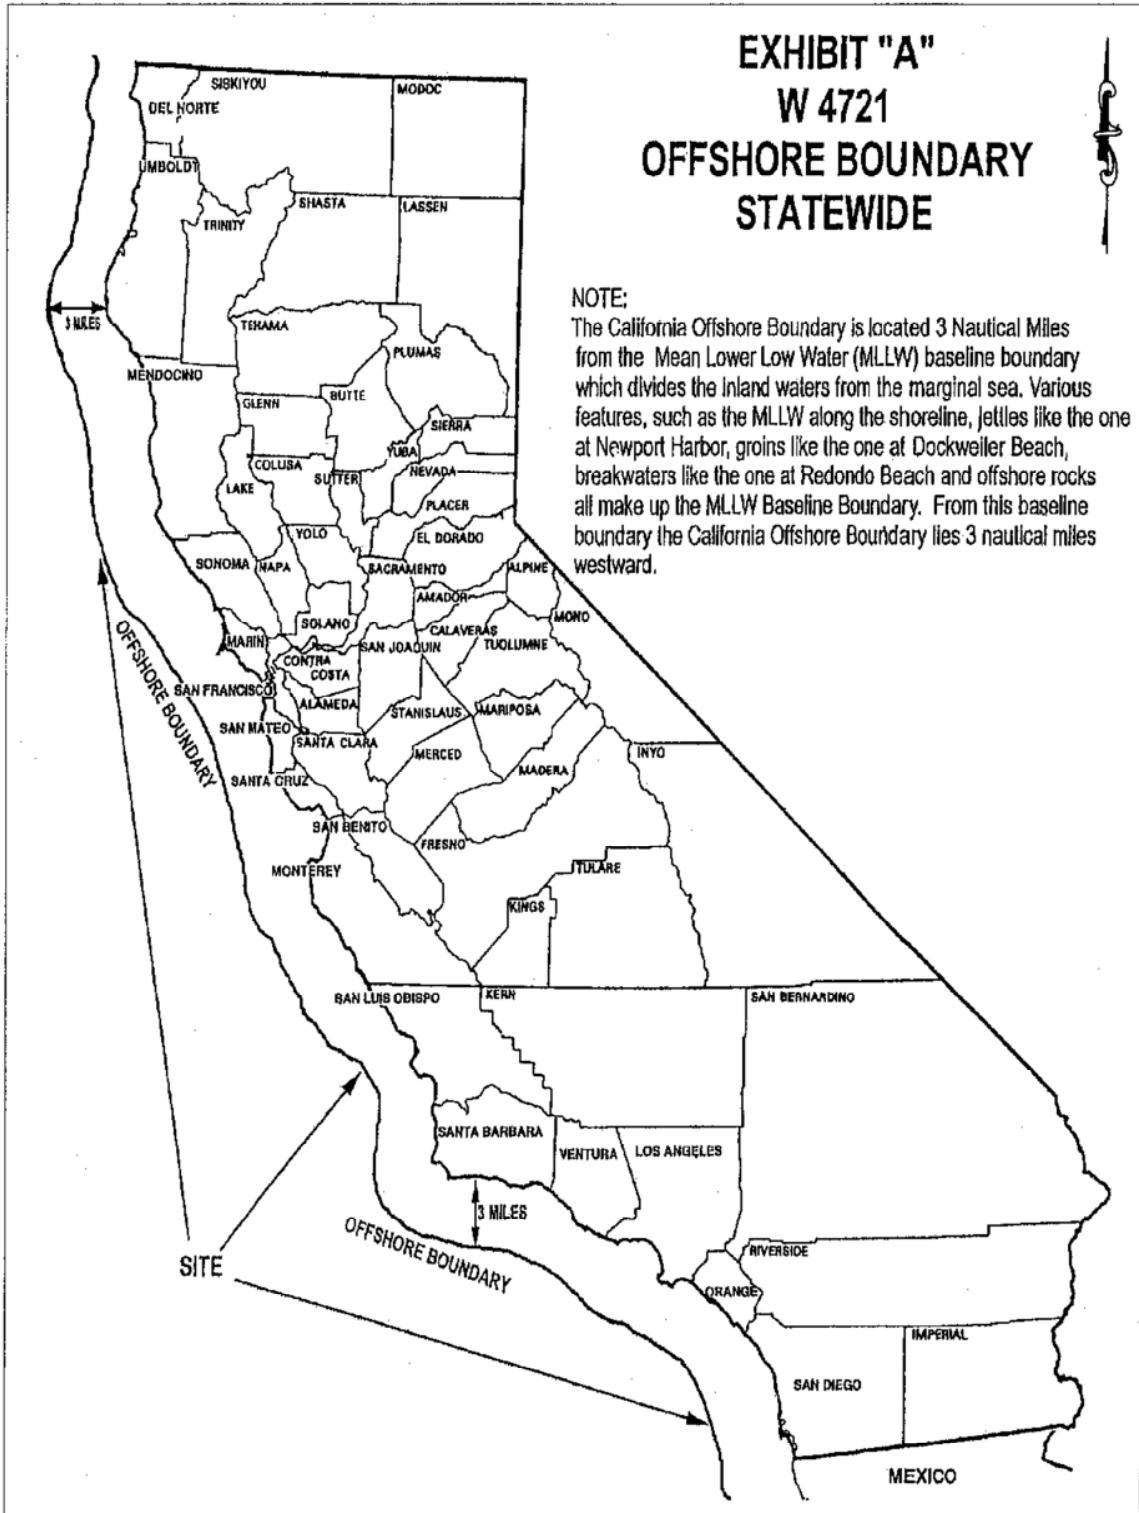 EXHIBIT "A"
W 4721
OFFSHORE BOUNDARY
STATEWIDE
NOTE:
The California Offshore Boundary is located 3 Nautical Miles
from the Mean Lower Low Water (MLLW) baseline boundary
which divides the inland waters from the marginal sea. Various
features, such as the MLLW along the shoreline, jetties like the one
at Newport Harbor, groins like the one at Dockweiler Beach,
breakwaters like the one at Redondo Beach and offshore rocks
all make up the MLLW Baseline Boundary. From this baseline
boundary the California Offshore Boundary lies 3 nautical miles
westward.
SISKIYOU
MODOC
DEL NORTE
UMBOLDT
SHASTA
LASSEN
TRINITY
3 MILES
TEHAMA
PLUMAS
MENDOCINO
BUTTE
GLENN
SIERRA
YUBA
COLUSA
NEVADA
SUTTER
LAKE
PLACER
YOLO
EL DORADO
SONOMA
NAPA
SACRAMENTO
ALPINE
AMADOR
MONO
SOLANO
CALAVERAS
MARIN
SAN JOAQUIN
TUOLUMNE
CONTRA
COSTA
OFFSHORE BOUNDARY
SAN FRANCISCO
ALAMEDA
STANISLAUS
MARIPOSA
SAN MATEO
SANTA CLARA
MERCED
INYO
MADERA
SANTA CRUZ
SAN BENITO
FRESNO
MONTEREY
TULARE
KINGS
SAN LUIS OBISPO
KERN
SAN BERNARDINO
SANTA BARBARA
VENTURA
LOS ANGELES
3 MILES
OFFSHORE BOUNDARY
SITE
RIVERSIDE
ORANGE
IMPERIAL
SAN DIEGO
MEXICO